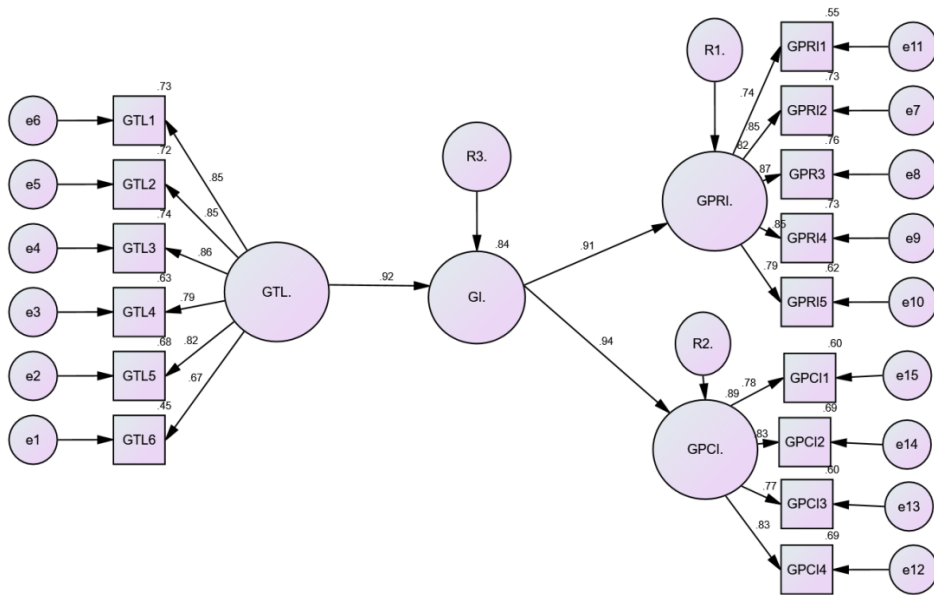 .55
R1.
GPRI1
e11
.73
.74
GPRI2
e7
.85
.82
.76
GPR3
e8
.87
GPRI.
.73
.85
GPRI4
e9
.79
.62
GPRI5
e10
.73
e6
GTL1
.72
e5
GTL2
.85
.74
.85
e4
GTL3
.86
.63
e3
GTL4
.79
.68
.82
e2
GTL5
.67
.45
e1
GTL6
GTL.
.92
R3.
.84
GI.
.91
.94
R2.
.60
.78
.89
GPCI1
e15
.69
.83
GPCI2
e14
GPCI.
.60
.77
GPCI3
e13
.83
.69
GPCI4
e12